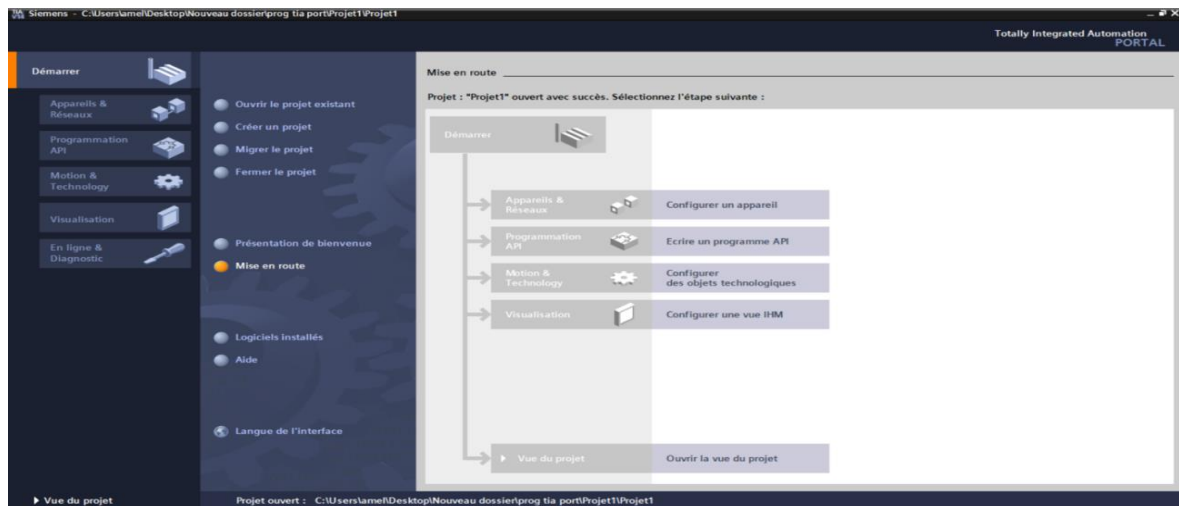 Siemens - C:\Users\amel\Desktop\Nouveau dossier\prog tia port\Projet1\Projet1
Totally Integrated Automation
PORTAL
Démarrer
Appareils &
Réseaux
Programmation
API
Motion &
Technology
Visualisation
En ligne &
Diagnostic
Ouvrir le projet existant
Créer un projet
Migrer le projet
Fermer le projet
Présentation de bienvenue
Mise en route
Logiciels installés
Aide
Langue de l'interface
Mise en route
Projet : "Projet1" ouvert avec succès. Sélectionnez l'étape suivante :
Démarrer
Appareils &
Réseaux
Configurer un appareil
Programmation
API
Ecrire un programme API
Motion &
Technology
Configurer
des objets technologiques
Visualisation
Configurer une vue IHM
Vue du projet
Ouvrir la vue du projet
Vue du projet
Projet ouvert : C:\Users\amel\Desktop\Nouveau dossier\prog tia port\Projet1\Projet1